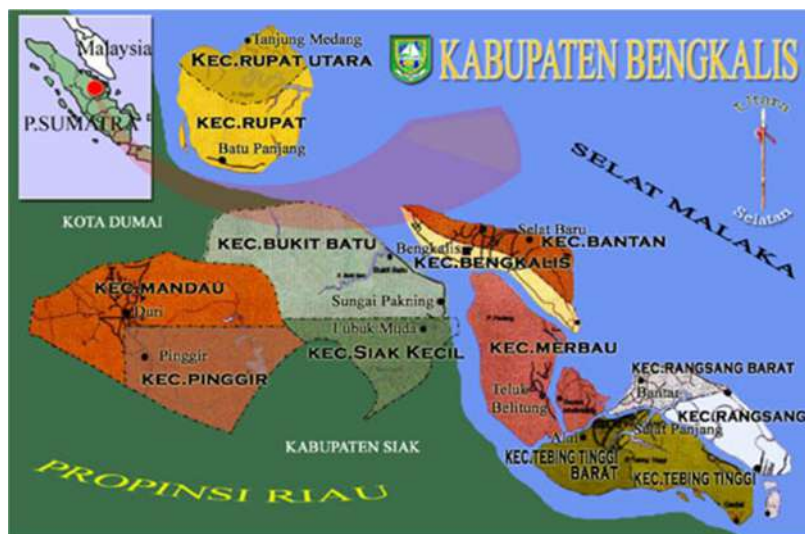 Malaysia
P.SUMATRA
Tanjung Medang
KEC.RUPAT UTARA
KEC.RUPAT
Batu Panjang
KABUPATEN BENGKALIS
Utara
Selatan
SELAT MALAKA
KOTA DUMAI
KEC.BUKIT BATU
Bengkalis
Selat Baru
KEC.BANTAN
KEC.BENGKALIS
KEC.MANDAU
Duri
Sungai Pakning
Lubuk Muda
KEC.SIAK KECIL
Pinggir
KEC.PINGGIR
KEC.MERBAU
Teluk
Belitung
KEC.RANGSANG BARAT
Bantar
KEC.RANGSANG
Alai
Selat Panjang
KEC.TEBING TINGGI
BARAT
KEC.TEBING TINGGI
KABUPATEN SIAK
PROPINSI RIAU